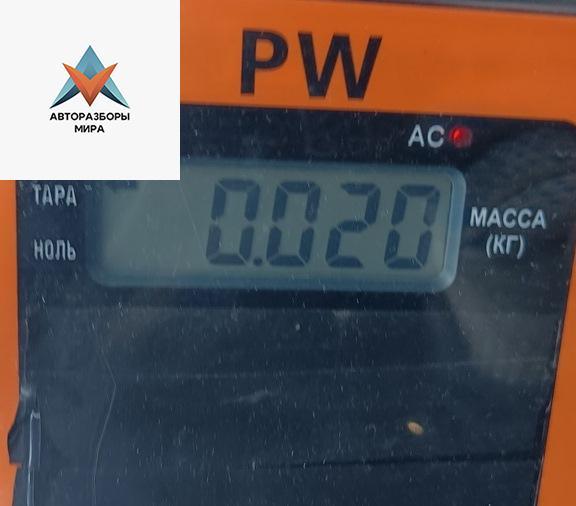 PW
АВТОРАЗБОРЫ
МИРА
AC
ТАРА
0.020
МАССА
(КГ)
НОЛЬ